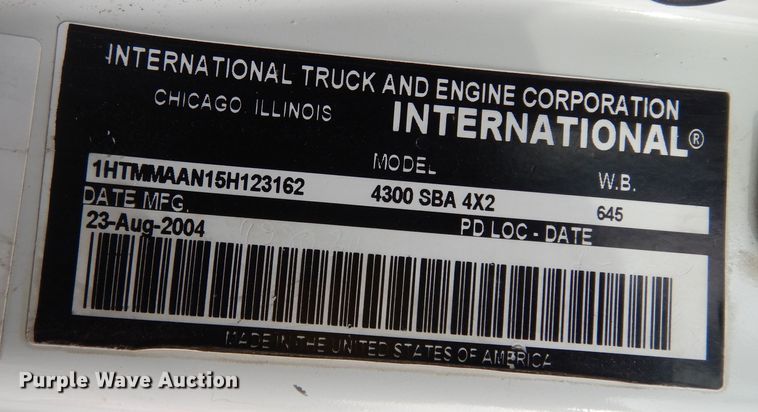 INTERNATIONAL TRUCK AND ENGINE CORPORATION
CHICAGO, ILLINOIS INTERNATIONAL®
MODEL W.B.
1HTMMAAN15H123162 4300 SBA 4X2 645
DATE MFG. PD LOC - DATE
23-Aug-2004
MADE IN THE UNITED STATES OF AMERICA
Purple Wave Auction